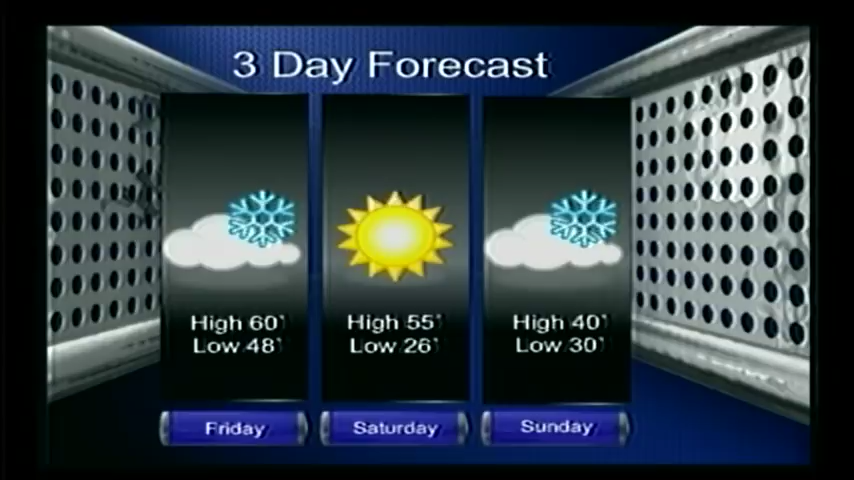 3 Day Forecast
High 60°
Low 48°
High 55°
Low 26°
High 40°
Low 30°
Friday
Saturday
Sunday